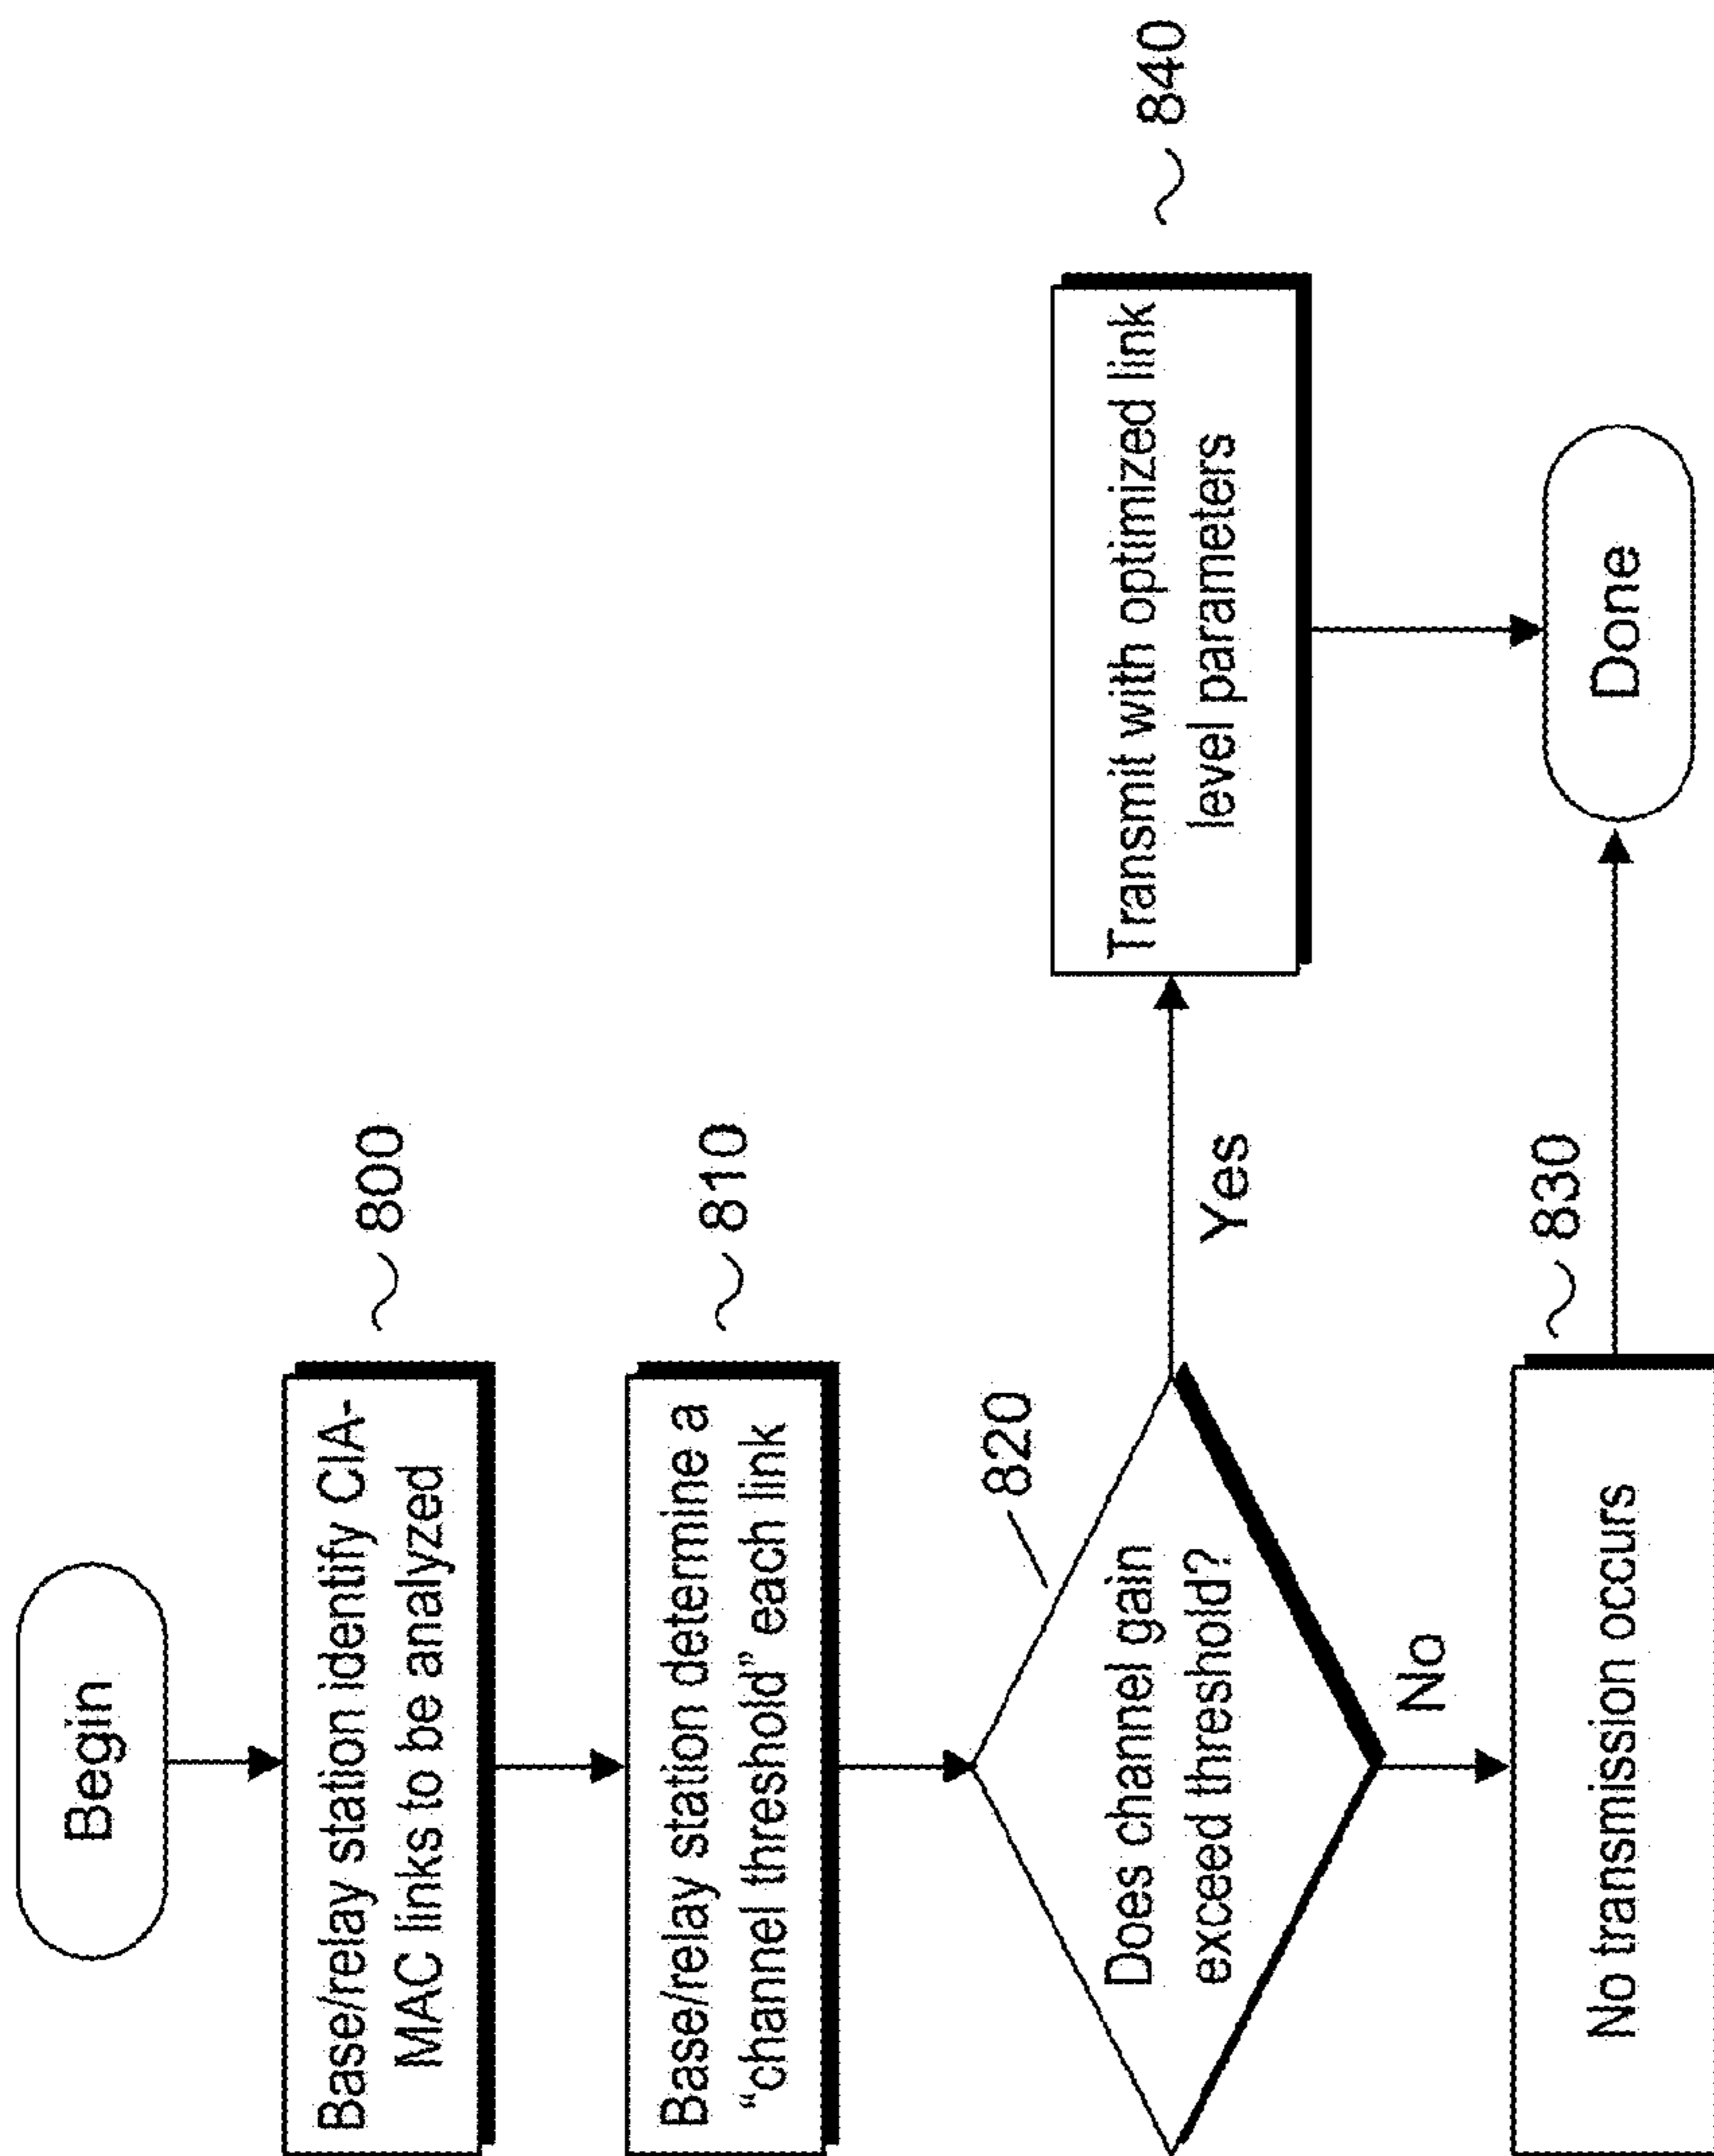 Begin
Base/relay station identify CIA-
MAC links to be analyzed
800
Base/relay station determine a
“channel threshold” each link
810
820
Does channel gain
exceed threshold?
Yes
Transmit with optimized link
level parameters
840
No
No transmission occurs
830
Done